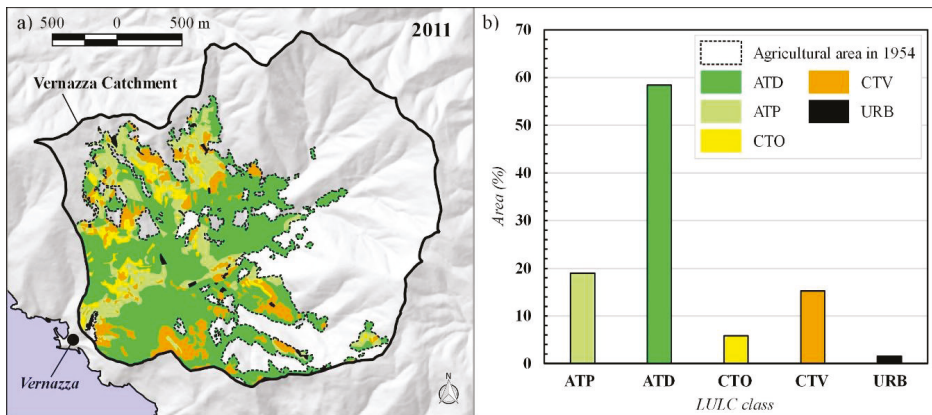 a)
500 0 500 m
2011
Vernazza Catchment
Vernazza
N
b)
70
60
50
40
30
20
10
0
Area (%)
Agricultural area in 1954
ATD
CTV
ATP
URB
CTO
ATP ATD CTO CTV URB
LULC class